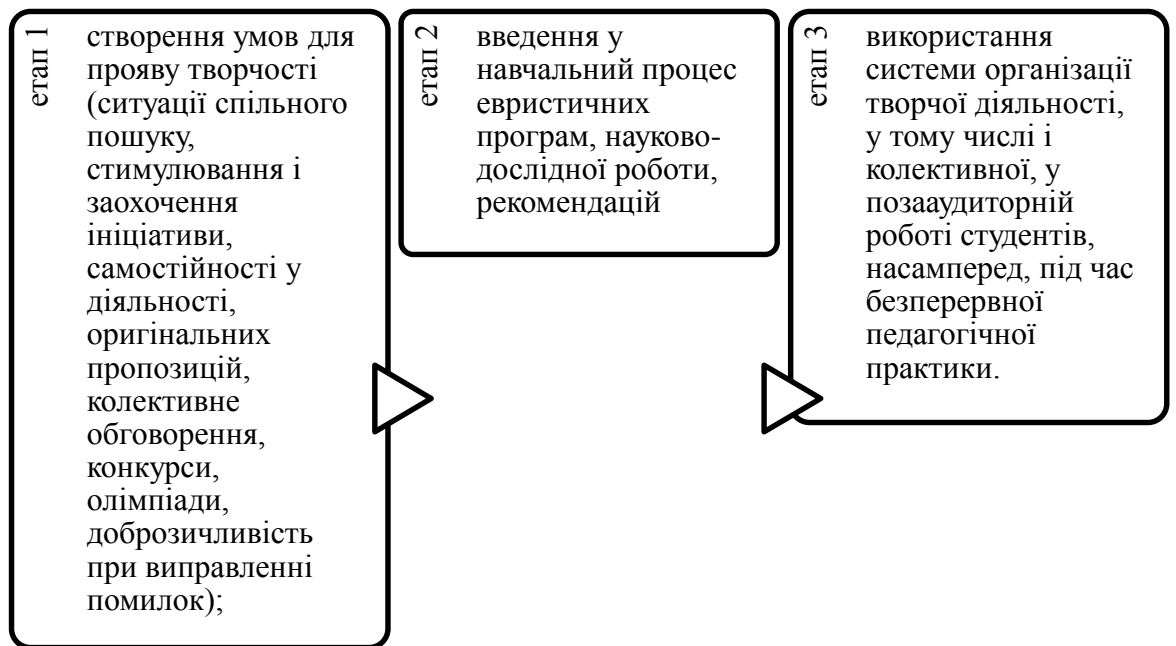 етап 1
створення умов для
прояву творчості
(ситуації спільного
пошуку,
стимулювання і
заохочення
ініціативи,
самостійності у
діяльності,
оригінальних
пропозицій,
колективне
обговорення,
конкурси,
олімпіади,
доброзичливість
при виправленні
помилок);
етап 2
введення у
навчальний процес
евристичних
програм, науково-
дослідної роботи,
рекомендацій
етап 3
використання
системи організації
творчої діяльності,
у тому числі і
колективної, у
позааудиторній
роботі студентів,
насамперед, під час
безперервної
педагогічної
практики.